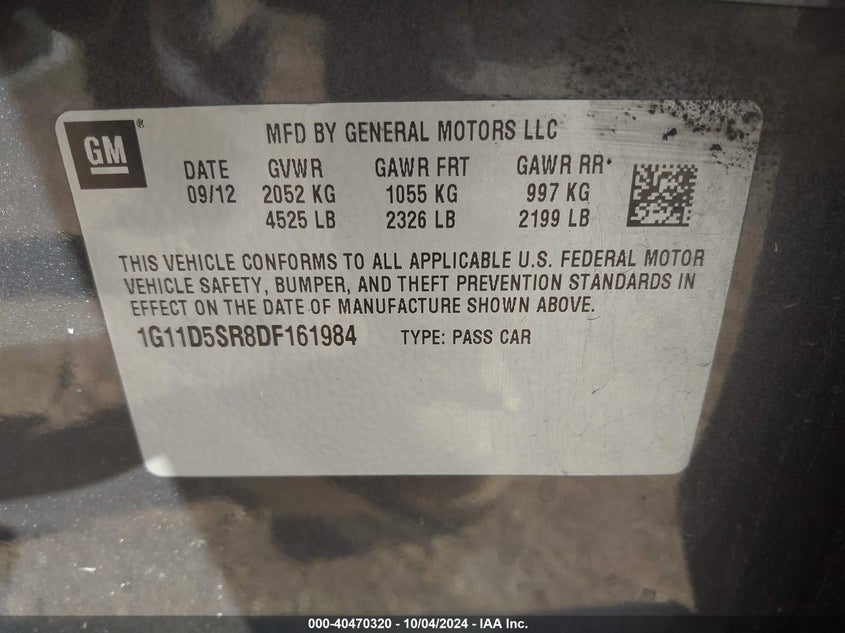 GM®
MFD BY GENERAL MOTORS LLC
DATE GVWR GAWR FRT GAWR RR
09/12 2052 KG 1055 KG 997 KG
4525 LB 2326 LB 2199 LB
THIS VEHICLE CONFORMS TO ALL APPLICABLE U.S. FEDERAL MOTOR
VEHICLE SAFETY, BUMPER, AND THEFT PREVENTION STANDARDS IN
EFFECT ON THE DATE OF MANUFACTURE SHOWN ABOVE.
1G11D5SR8DF161984 TYPE: PASS CAR
000-40470320 - 10/04/2024 - IAA Inc.